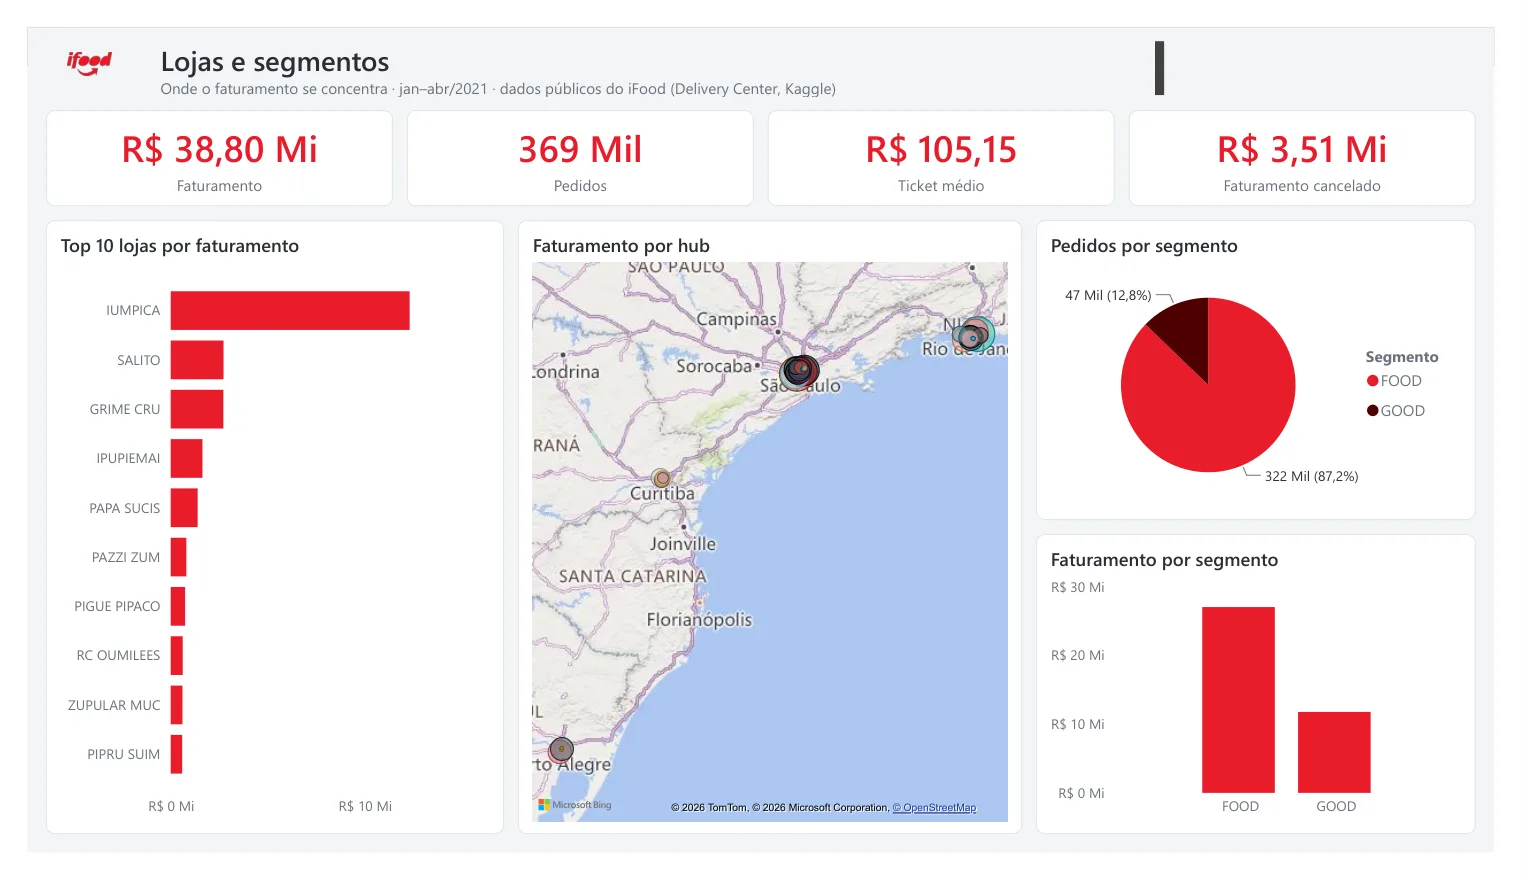 ifood
Lojas e segmentos
Onde o faturamento se concentra · jan–abr/2021 · dados públicos do iFood (Delivery Center, Kaggle)
R$ 38,80 Mi
Faturamento
369 Mil
Pedidos
R$ 105,15
Ticket médio
R$ 3,51 Mi
Faturamento cancelado
Top 10 lojas por faturamento
IUMPICA
SALITO
GRIME CRU
IPUPIEMAI
PAPA SUCIS
PAZZI ZUM
PIGUE PIPACO
RC OUMILEES
ZUPULAR MUC
PIPRU SUIM
R$ 0 Mi
R$ 10 Mi
Faturamento por hub
SÃO PAULO
Campinas
Sorocaba
São Paulo
Londrina
RANÁ
Curitiba
Joinville
SANTA CATARINA
Florianópolis
UL
rto Alegre
Microsoft Bing
© 2026 TomTom, © 2026 Microsoft Corporation, © OpenStreetMap
Pedidos por segmento
47 Mil (12,8%)
322 Mil (87,2%)
Segmento
FOOD
GOOD
Faturamento por segmento
R$ 30 Mi
R$ 20 Mi
R$ 10 Mi
R$ 0 Mi
FOOD
GOOD